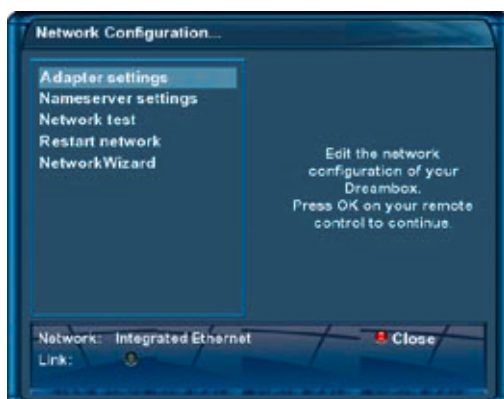 Network Configuration...
Adapter settings
Nameserver settings
Network test
Restart network
NetworkWizard
Edit the network
configuration of your
Dreambox.
Press OK on your remote
control to continue.
Network: Integrated Ethernet
Close
Link: